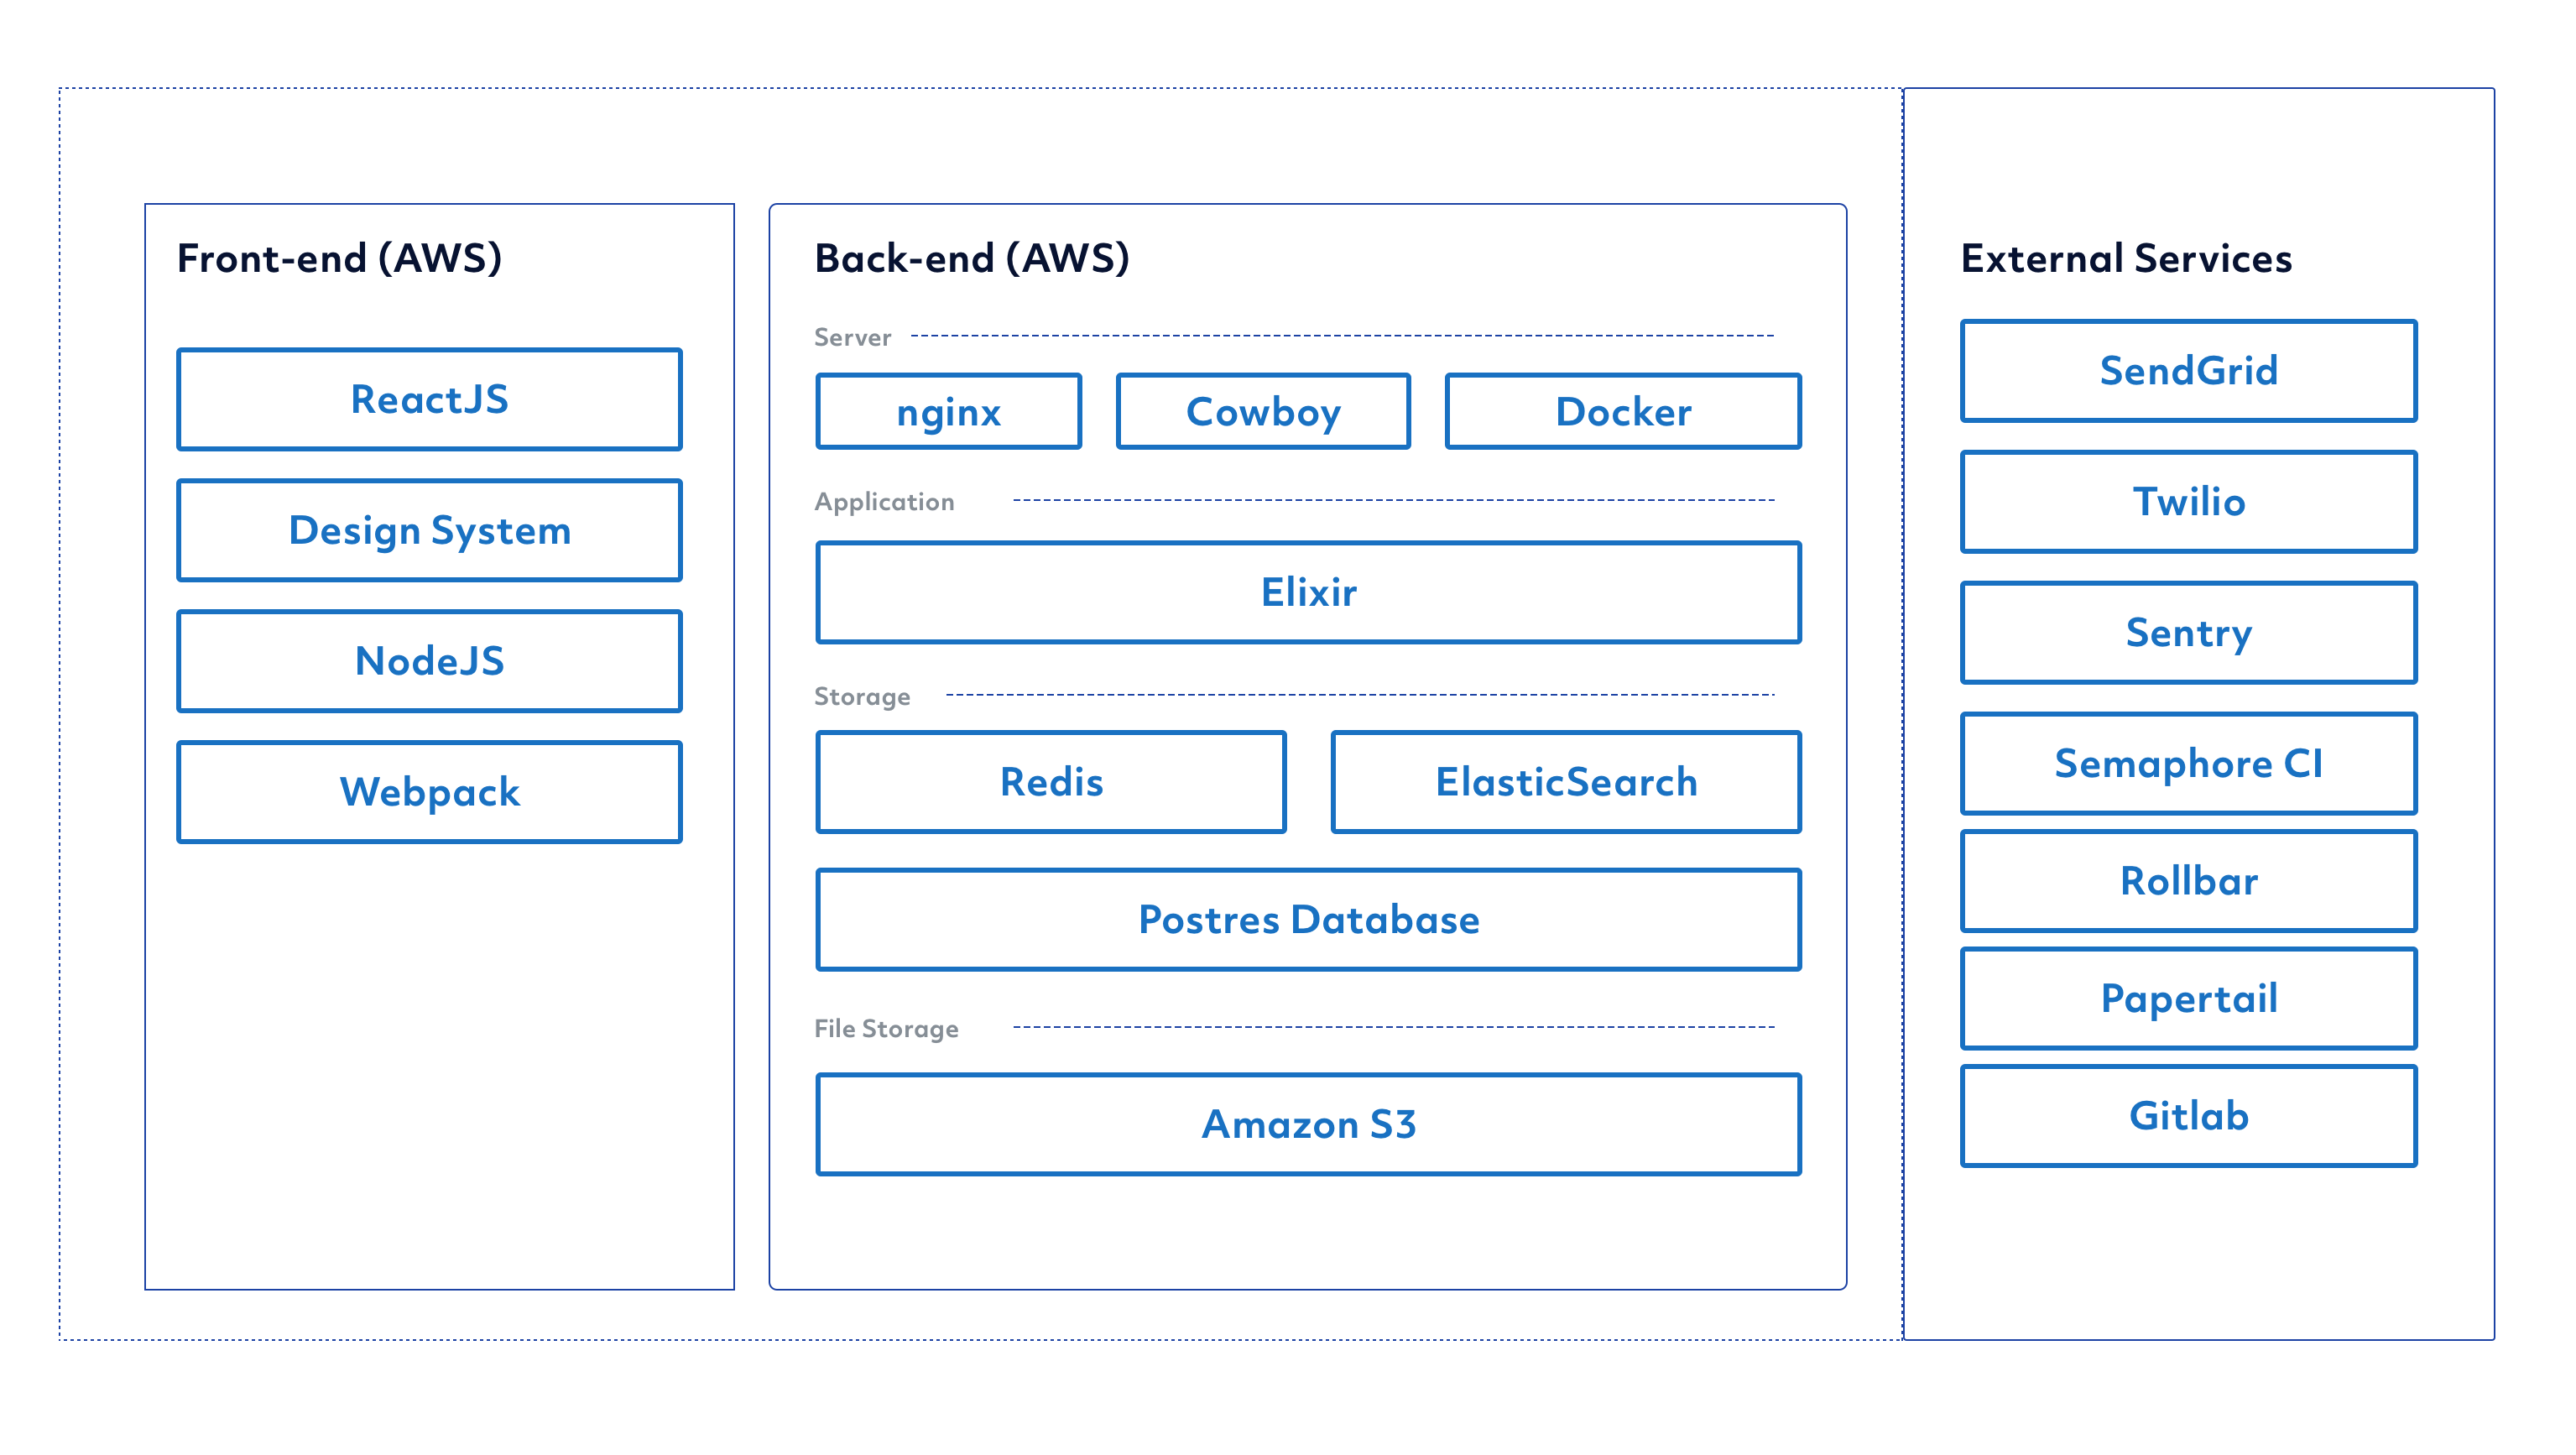 Front-end (AWS)
ReactJS
Design System
NodeJS
Webpack
Back-end (AWS)
Server
nginx
Cowboy
Docker
Application
Elixir
Storage
Redis
ElasticSearch
Postres Database
File Storage
Amazon S3
External Services
SendGrid
Twilio
Sentry
Semaphore CI
Rollbar
Papertail
Gitlab